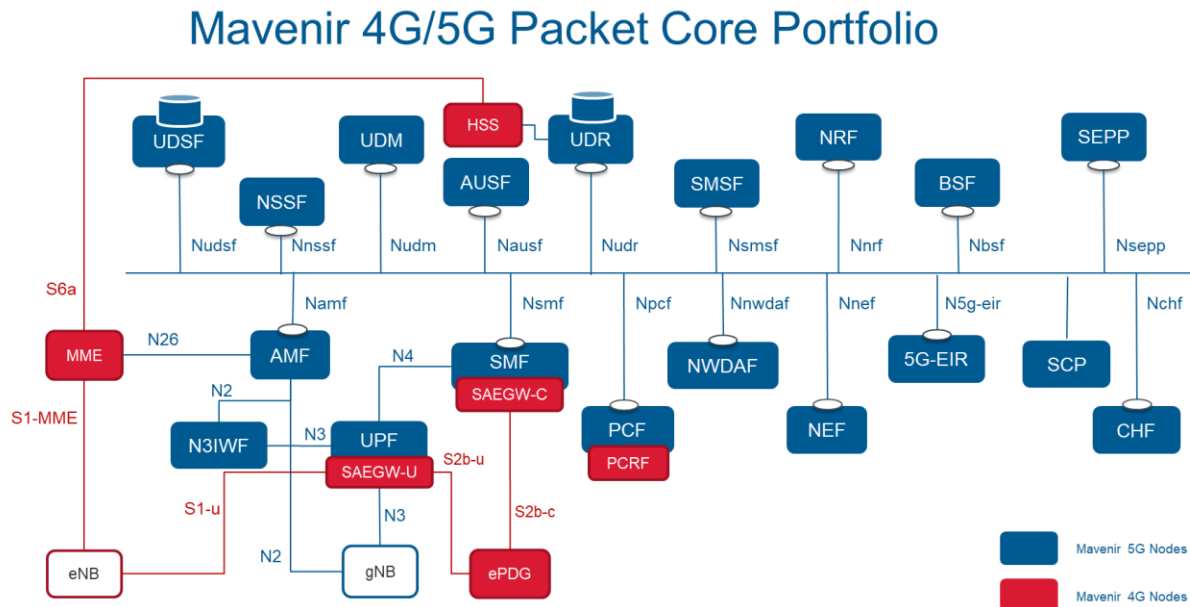 Mavenir 4G/5G Packet Core Portfolio
HSS
UDSF
UDM
UDR
NRF
SEPP
NSSF
AUSF
SMSF
BSF
Nudsf
Nnssf
Nudm
Nausf
Nudr
Nsmsf
Nnrf
Nbsf
Nsepp
S6a
Namf
Nsmf
Npcf
Nnwdaf
Nnef
N5g-eir
Nchf
MME
N26
AMF
N4
SMF
SAEGW-C
NWDAF
5G-EIR
SCP
S1-MME
N2
N3IWF
N3
UPF
SAEGW-U
S2b-u
PCF
PCRF
NEF
CHF
S1-u
N3
S2b-c
N2
eNB
gNB
ePDG
Mavenir 5G Nodes
Mavenir 4G Nodes